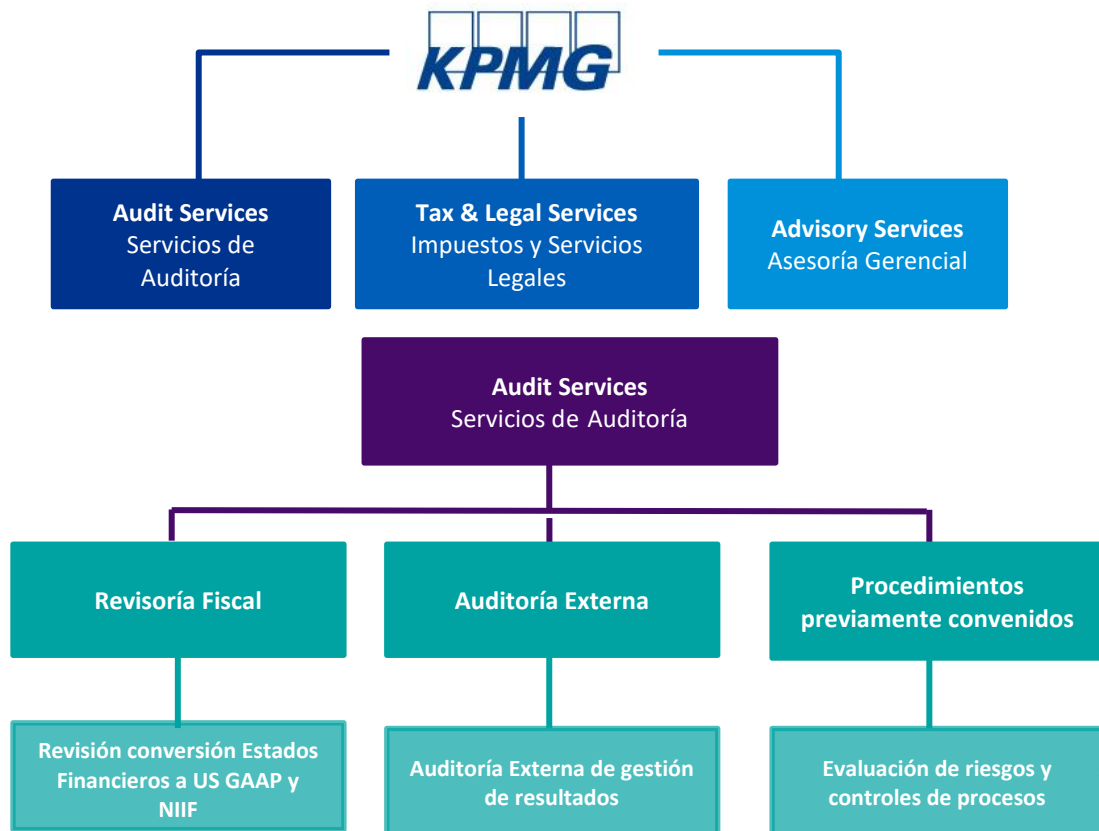 KPMG
Audit Services
Servicios de
Auditoría
Tax & Legal Services
Impuestos y Servicios
Legales
Advisory Services
Asesoría Gerencial
Audit Services
Servicios de Auditoría
Revisoría Fiscal
Auditoría Externa
Procedimientos
previamente convenidos
Revisión conversión Estados
Financieros a US GAAP y
NIIF
Auditoría Externa de gestión
de resultados
Evaluación de riesgos y
controles de procesos